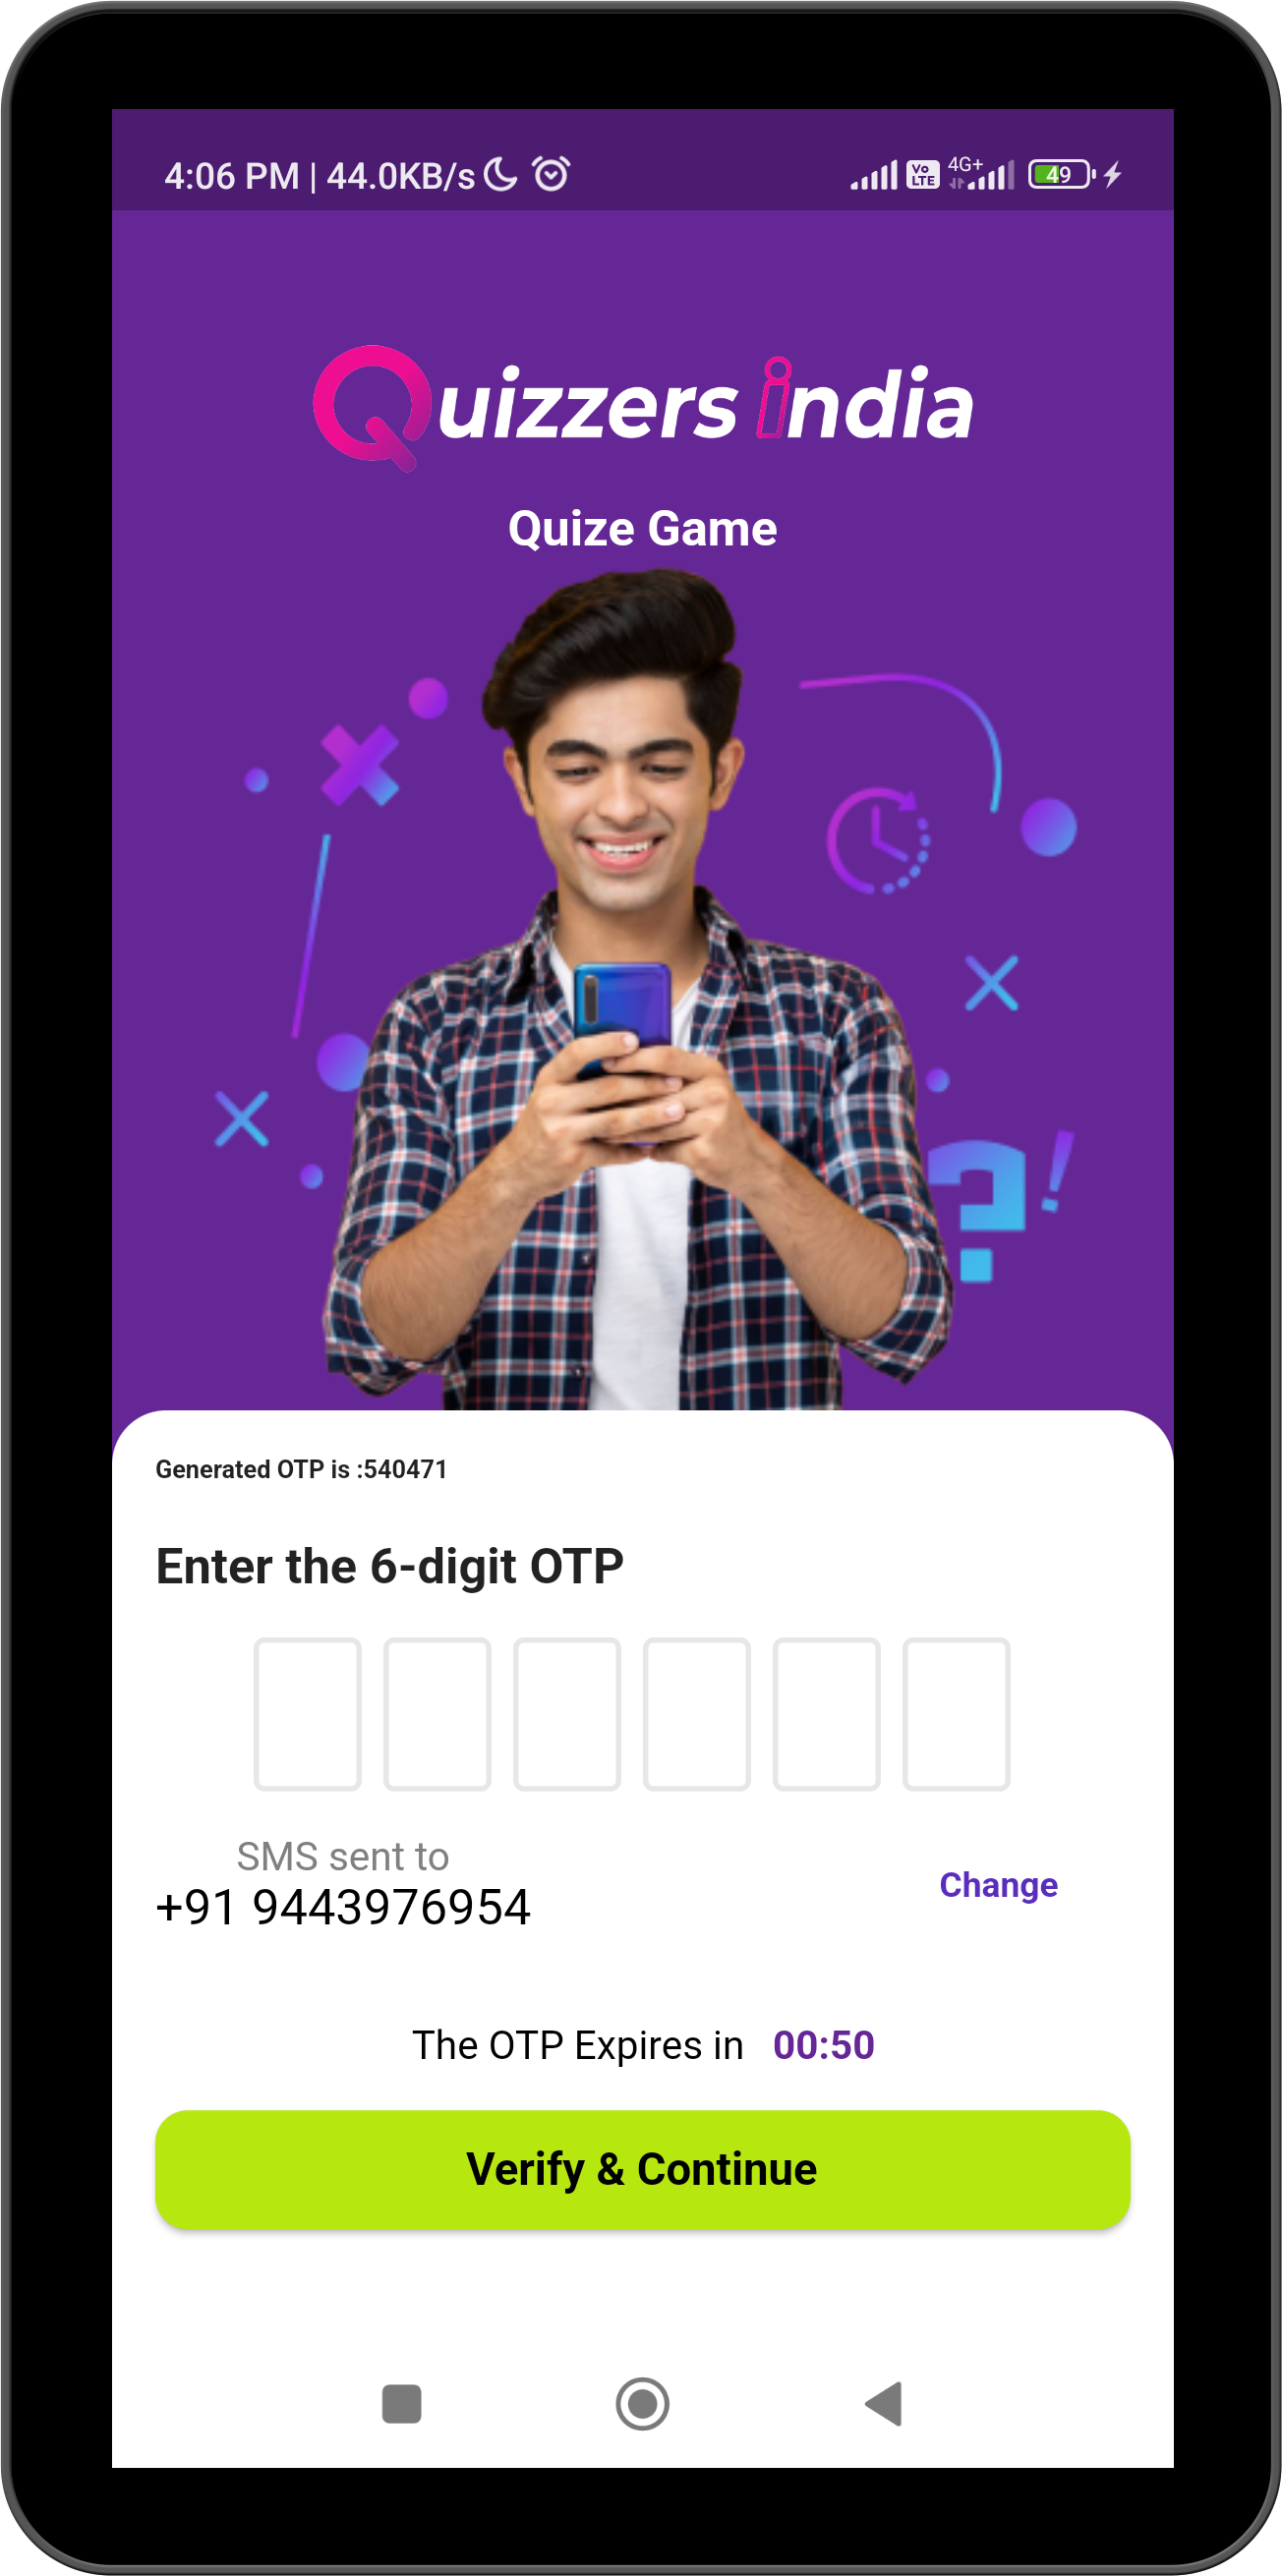 4:06 PM | 44.0KB/s Vo LTE 4G+ 49
Quizzers india
Quize Game
Generated OTP is :540471
Enter the 6-digit OTP
SMS sent to
+91 9443976954
Change
The OTP Expires in 00:50
Verify & Continue